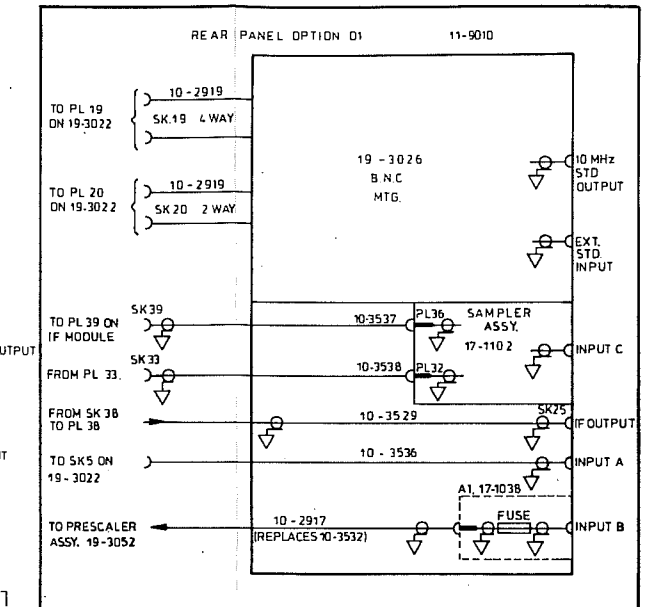 REAR PANEL OPTION 01 11-9010
TO PL 19
ON 19-3022
10-2919
SK.19 4 WAY
TO PL 20
ON 19.3022
10-2919
SK 20 2 WAY
19-3026
B.N.C
MTG.
10 MHz
STD
OUTPUT
EXT.
STD.
INPUT
SK39
TO PL 39 ON
IF MODULE
10-3537
PL36
SAMPLER
ASSY.
17-1102
INPUT C
SK33
FROM PL 33.
10-3538
PL32
UTPUT
FROM SK 38
TO PL 38
10-3529
SK25
IF OUTPUT
TO SK5 ON
19-3022
10-3536
INPUT A
A1, 17-1038
FUSE
INPUT B
TO PRESCALER
ASSY. 19-3052
10-2917
(REPLACES 10-3532)